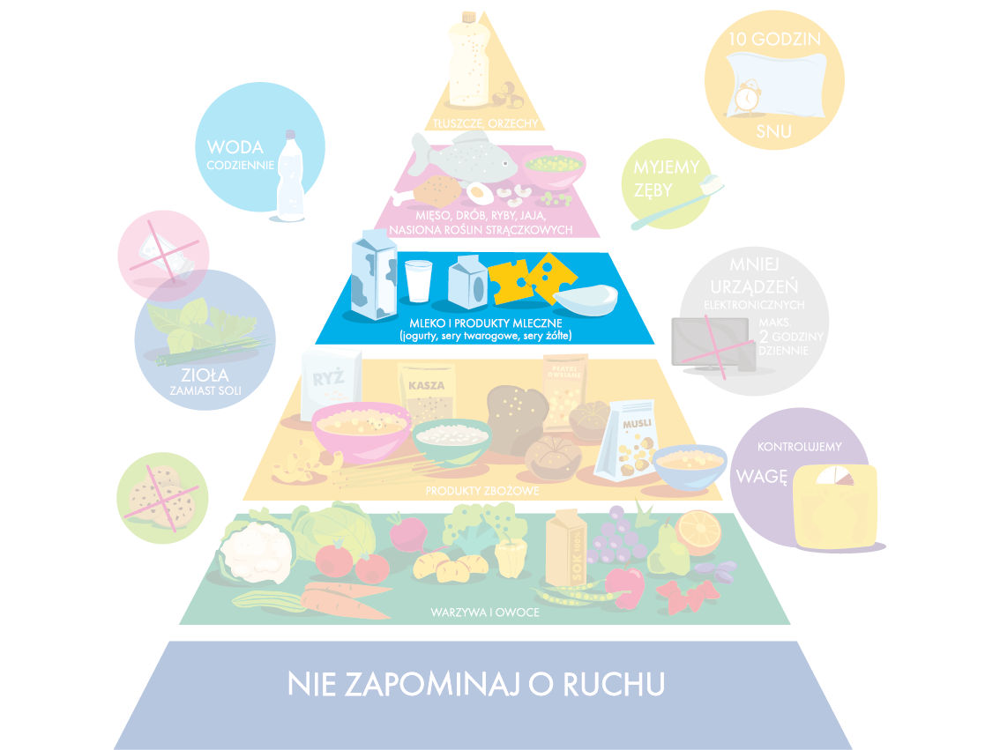 10 GODZIN
SNU
WODA
CODZIENNIE
TŁUSZCZE, ORZECHY
MYJEMY
ZĘBY
MIĘSO, DRÓB, RYBY, JAJA,
NASIONA ROŚLIN STRĄCZKOWYCH
MLEKO I PRODUKTY MLECZNE
(jogurty, sery twarogowe, sery żółte)
MNIEJ
URZĄDZEŃ
ELEKTRONICZNYCH
MAKS.
2 GODZINY
DZIENNIE
ZIOŁA
ZAMIAST SOLI
RYŻ
KASZA
PŁATKI
OWSIANE
MUSLI
PRODUKTY ZBOŻOWE
KONTROLUJEMY
WAGĘ
SOK 100%
WARZYWA I OWOCE
NIE ZAPOMINAJ O RUCHU